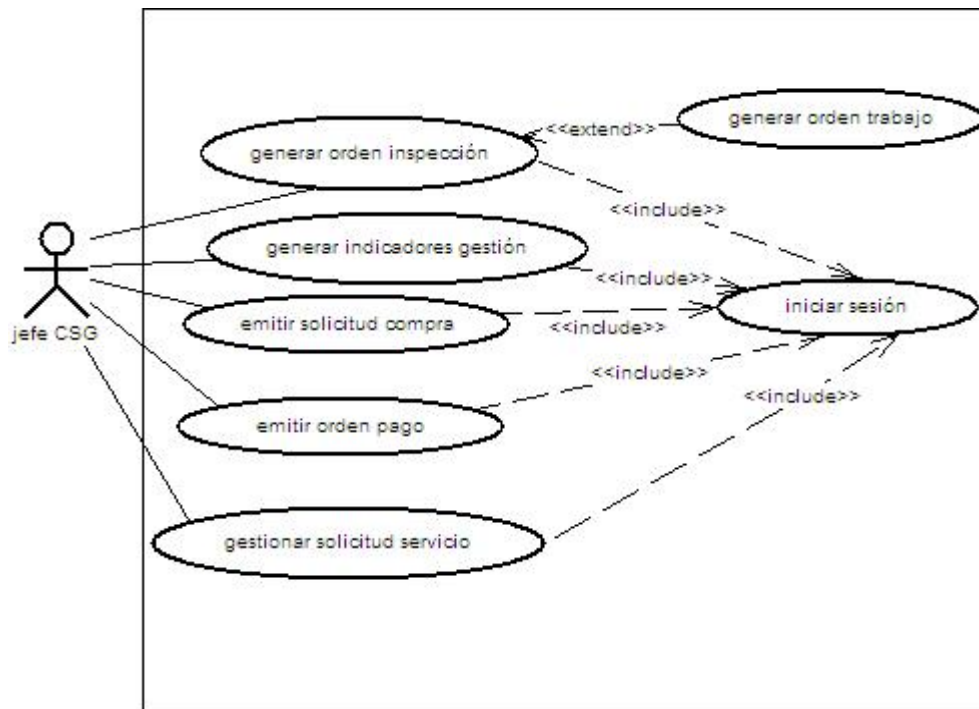 generar orden trabajo
<<extend>>
generar orden inspección
<<include>>
generar indicadores gestión
<<include>>
iniciar sesión
emitir solicitud compra
<<include>>
jefe CSG
<<include>>
<<include>>
emitir orden pago
gestionar solicitud servicio